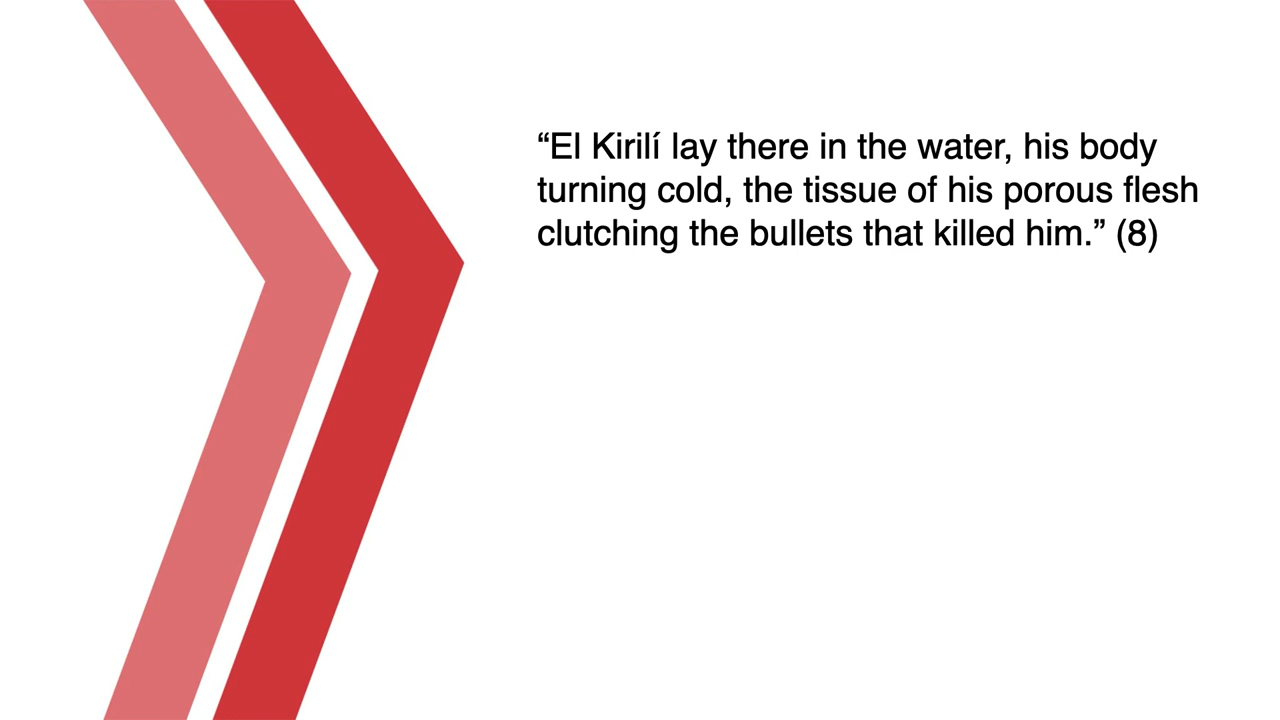 “El Kirilí lay there in the water, his body
turning cold, the tissue of his porous flesh
clutching the bullets that killed him.” (8)